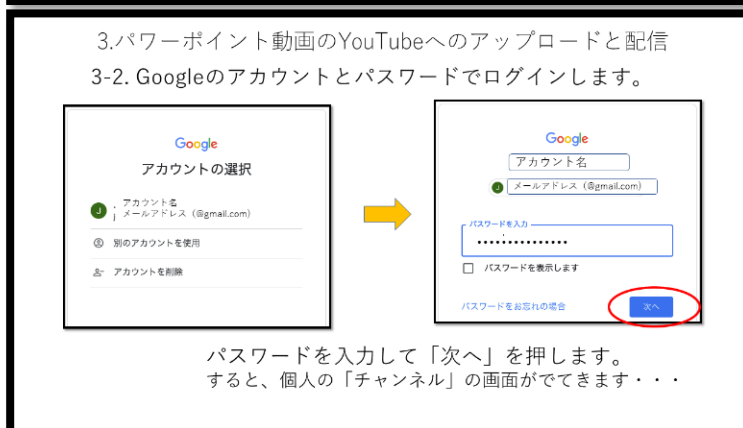 3.パワーポイント動画のYouTubeへのアップロードと配信
3-2. Googleのアカウントとパスワードでログインします。
Google
アカウントの選択
J
アカウント名
メールアドレス（@gmail.com）
別のアカウントを使用
アカウントを削除
Google
アカウント名
J
メールアドレス（@gmail.com）
パスワードを入力
•••••••••••••••
パスワードを表示します
パスワードをお忘れの場合
次へ
パスワードを入力して「次へ」を押します。
すると、個人の「チャンネル」の画面がでてきます・・・